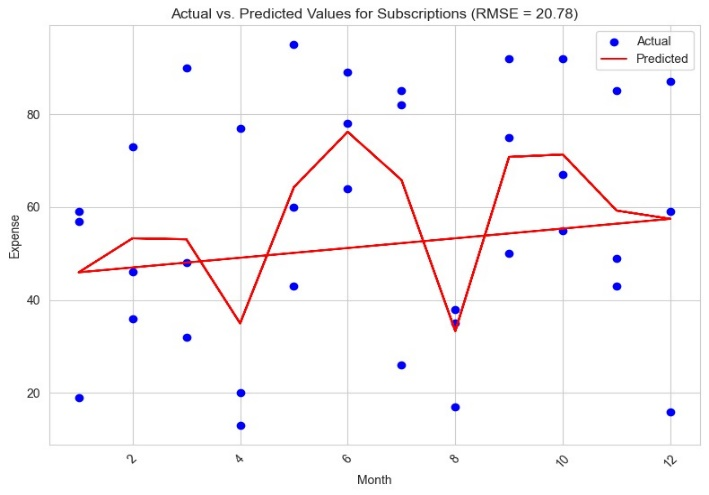 Actual vs. Predicted Values for Subscriptions (RMSE = 20.78)
Actual
Predicted
80
60
40
20
Expense
2
4
6
8
10
12
Month